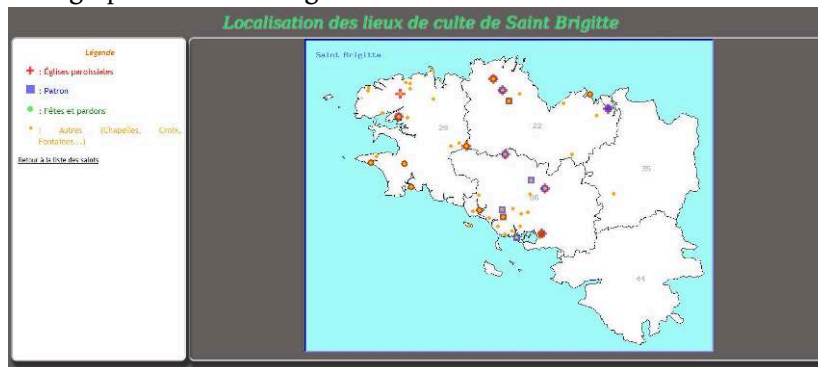 Localisation des lieux de culte de Saint Brigitte
Légende
: Églises paroissiales
: Patron
: Fêtes et pardons
: Autres (Chapelles, Croix,
Fontaines...)
Retour à la liste des saints
Saint Brigitte
29
22
35
56
44